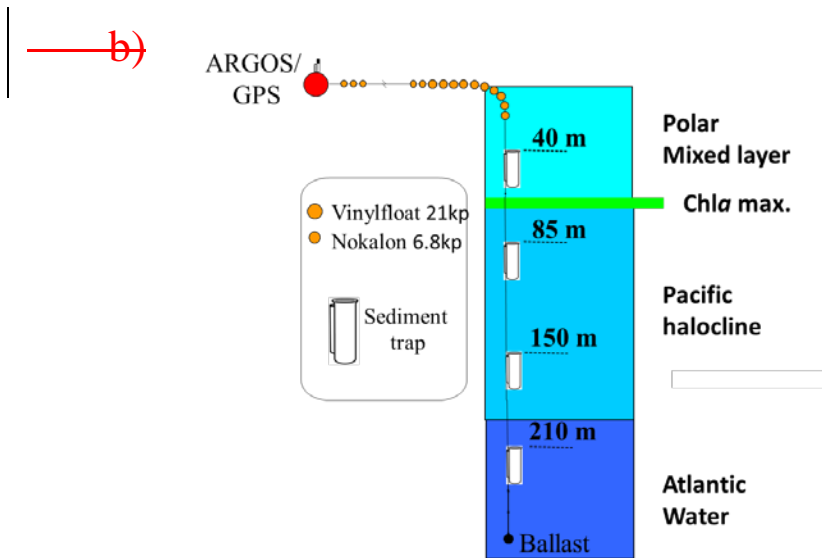 b)
ARGOS/
GPS
40 m
Polar
Mixed layer
Chla max.
Vinylfloat 21kp
Nokalon 6.8kp
Sediment
trap
85 m
150 m
Pacific
halocline
210 m
Atlantic
Water
Ballast